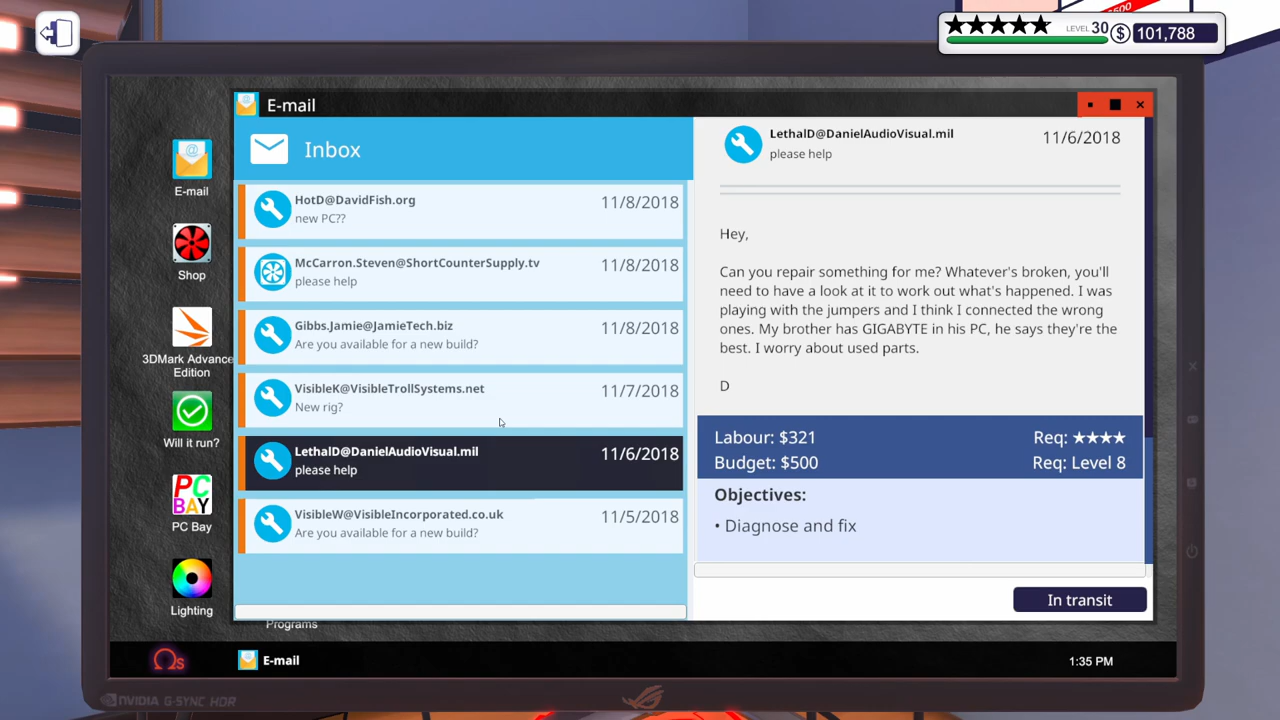 LEVEL 30
$ 101,788
E-mail
Inbox
HotD@DavidFish.org
11/8/2018
new PC??
McCarron.Steven@ShortCounterSupply.tv
11/8/2018
please help
Gibbs.Jamie@JamieTech.biz
11/8/2018
Are you available for a new build?
VisibleK@VisibleTrollSystems.net
11/7/2018
New rig?
LethalD@DanielAudioVisual.mil
11/6/2018
please help
VisibleW@VisibleIncorporated.co.uk
11/5/2018
Are you available for a new build?
LethalD@DanielAudioVisual.mil
11/6/2018
please help
Hey,
Can you repair something for me? Whatever's broken, you'll
need to have a look at it to work out what's happened. I was
playing with the jumpers and I think I connected the wrong
ones. My brother has GIGABYTE in his PC, he says they're the
best. I worry about used parts.
D
Labour: $321
Req: ★★★★
Budget: $500
Req: Level 8
Objectives:
• Diagnose and fix
In transit
E-mail
Shop
3DMark Advance
Edition
Will it run?
PC
BAY
PC Bay
Lighting
Programs
Ωs
E-mail
1:35 PM
NVIDIA G-SYNC HDR